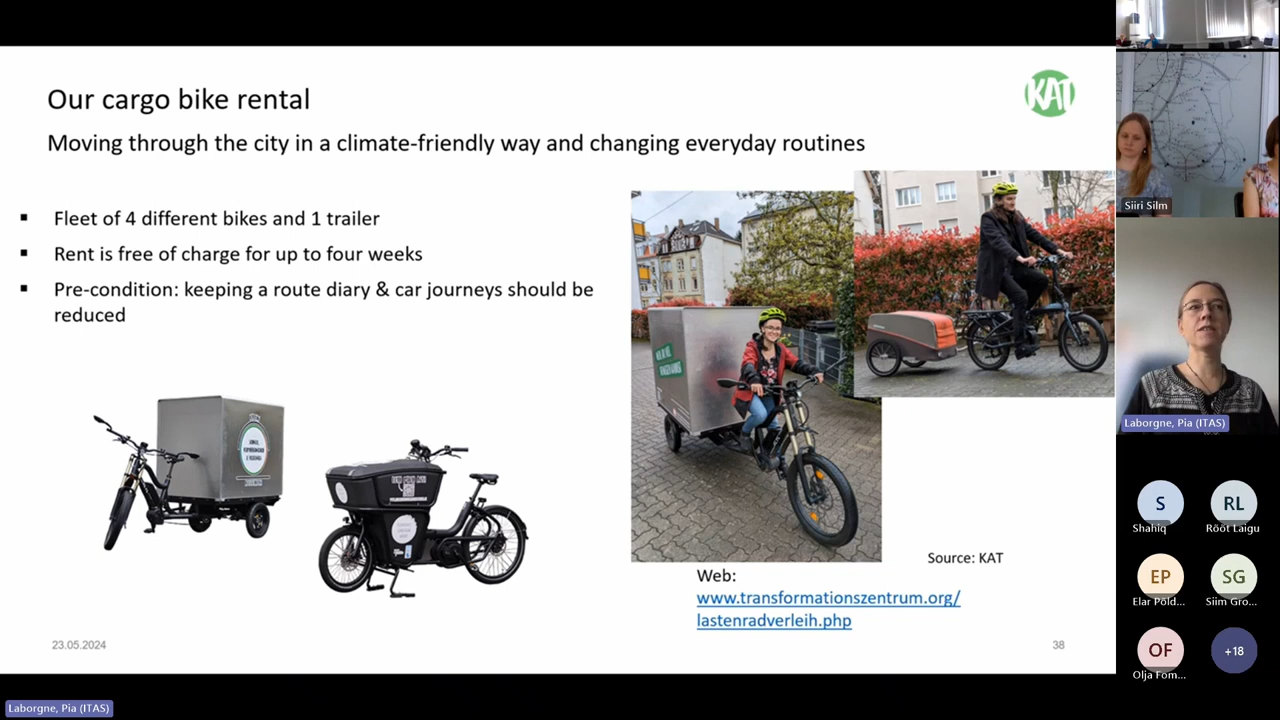 Our cargo bike rental
KAT
Moving through the city in a climate-friendly way and changing everyday routines
▪ Fleet of 4 different bikes and 1 trailer
▪ Rent is free of charge for up to four weeks
▪ Pre-condition: keeping a route diary & car journeys should be
reduced
Source: KAT
Web:
www.transformationszentrum.org/
lastenradverleih.php
23.05.2024
38
Laborgne, Pia (ITAS)
Siiri Silm
Laborgne, Pia (ITAS)
S
RL
Shahiq
Rööt Laigu
EP
SG
Elar Põld...
Siim Gro...
OF
+18
Olja Fom...